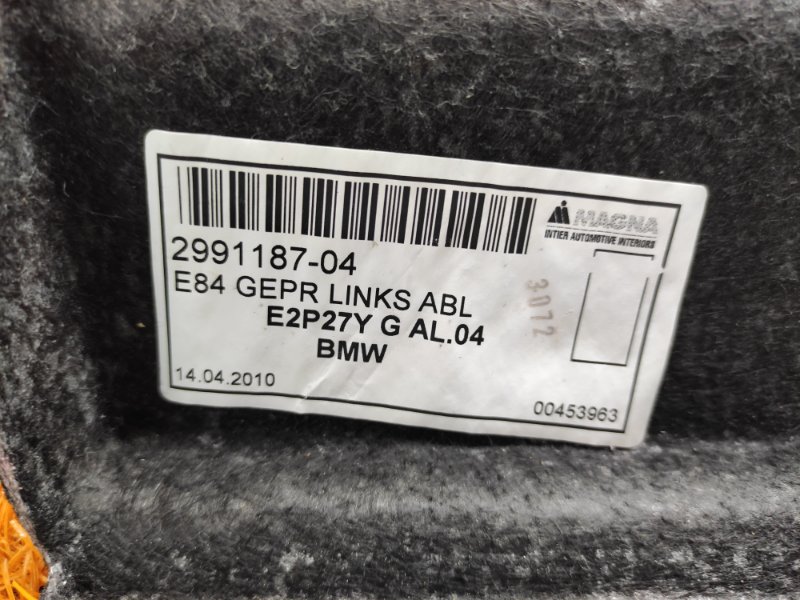 MAGNA
INTIER AUTOMOTIVE INTERIORS
2991187-04
E84 GEPR LINKS ABL
E2P27Y G AL.04
BMW
3072
14.04.2010
00453963